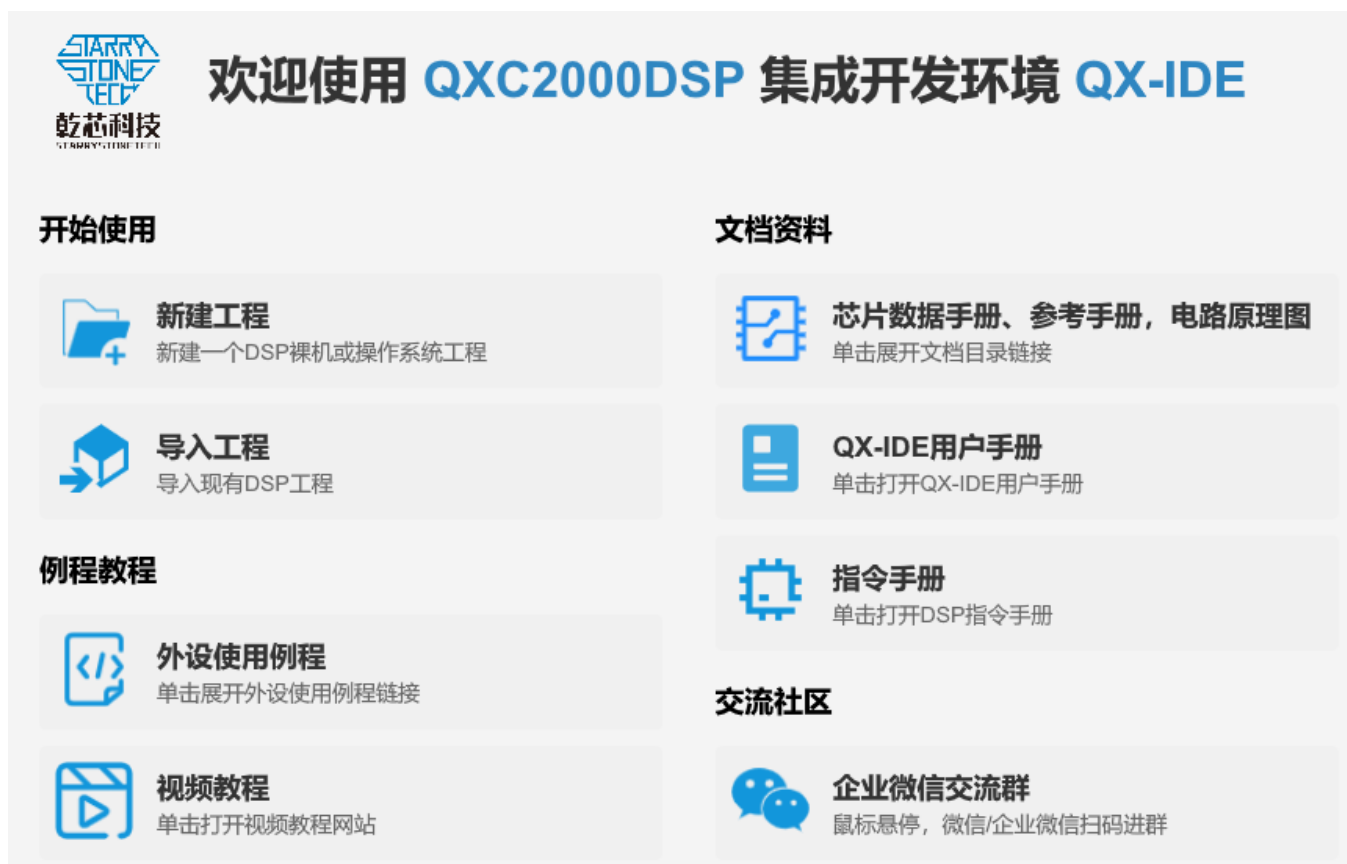 STARRY
STONE
TECH
乾芯科技
STARRYSTONETECH
欢迎使用 QXC2000DSP 集成开发环境 QX-IDE
开始使用
新建工程
新建一个DSP裸机或操作系统工程
导入工程
导入现有DSP工程
例程教程
外设使用例程
单击展开外设使用例程链接
视频教程
单击打开视频教程网站
文档资料
芯片数据手册、参考手册，电路原理图
单击展开文档目录链接
QX-IDE用户手册
单击打开QX-IDE用户手册
指令手册
单击打开DSP指令手册
交流社区
企业微信交流群
鼠标悬停，微信/企业微信扫码进群